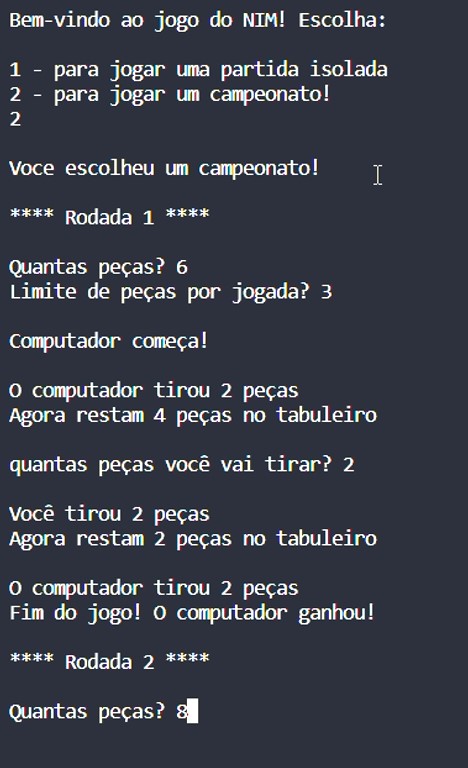 Bem-vindo ao jogo do NIM! Escolha:
1 - para jogar uma partida isolada
2 - para jogar um campeonato!
2
Voce escolheu um campeonato!
**** Rodada 1 ****
Quantas peças? 6
Limite de peças por jogada? 3
Computador começa!
O computador tirou 2 peças
Agora restam 4 peças no tabuleiro
quantas peças você vai tirar? 2
Você tirou 2 peças
Agora restam 2 peças no tabuleiro
O computador tirou 2 peças
Fim do jogo! O computador ganhou!
**** Rodada 2 ****
Quantas peças? 8